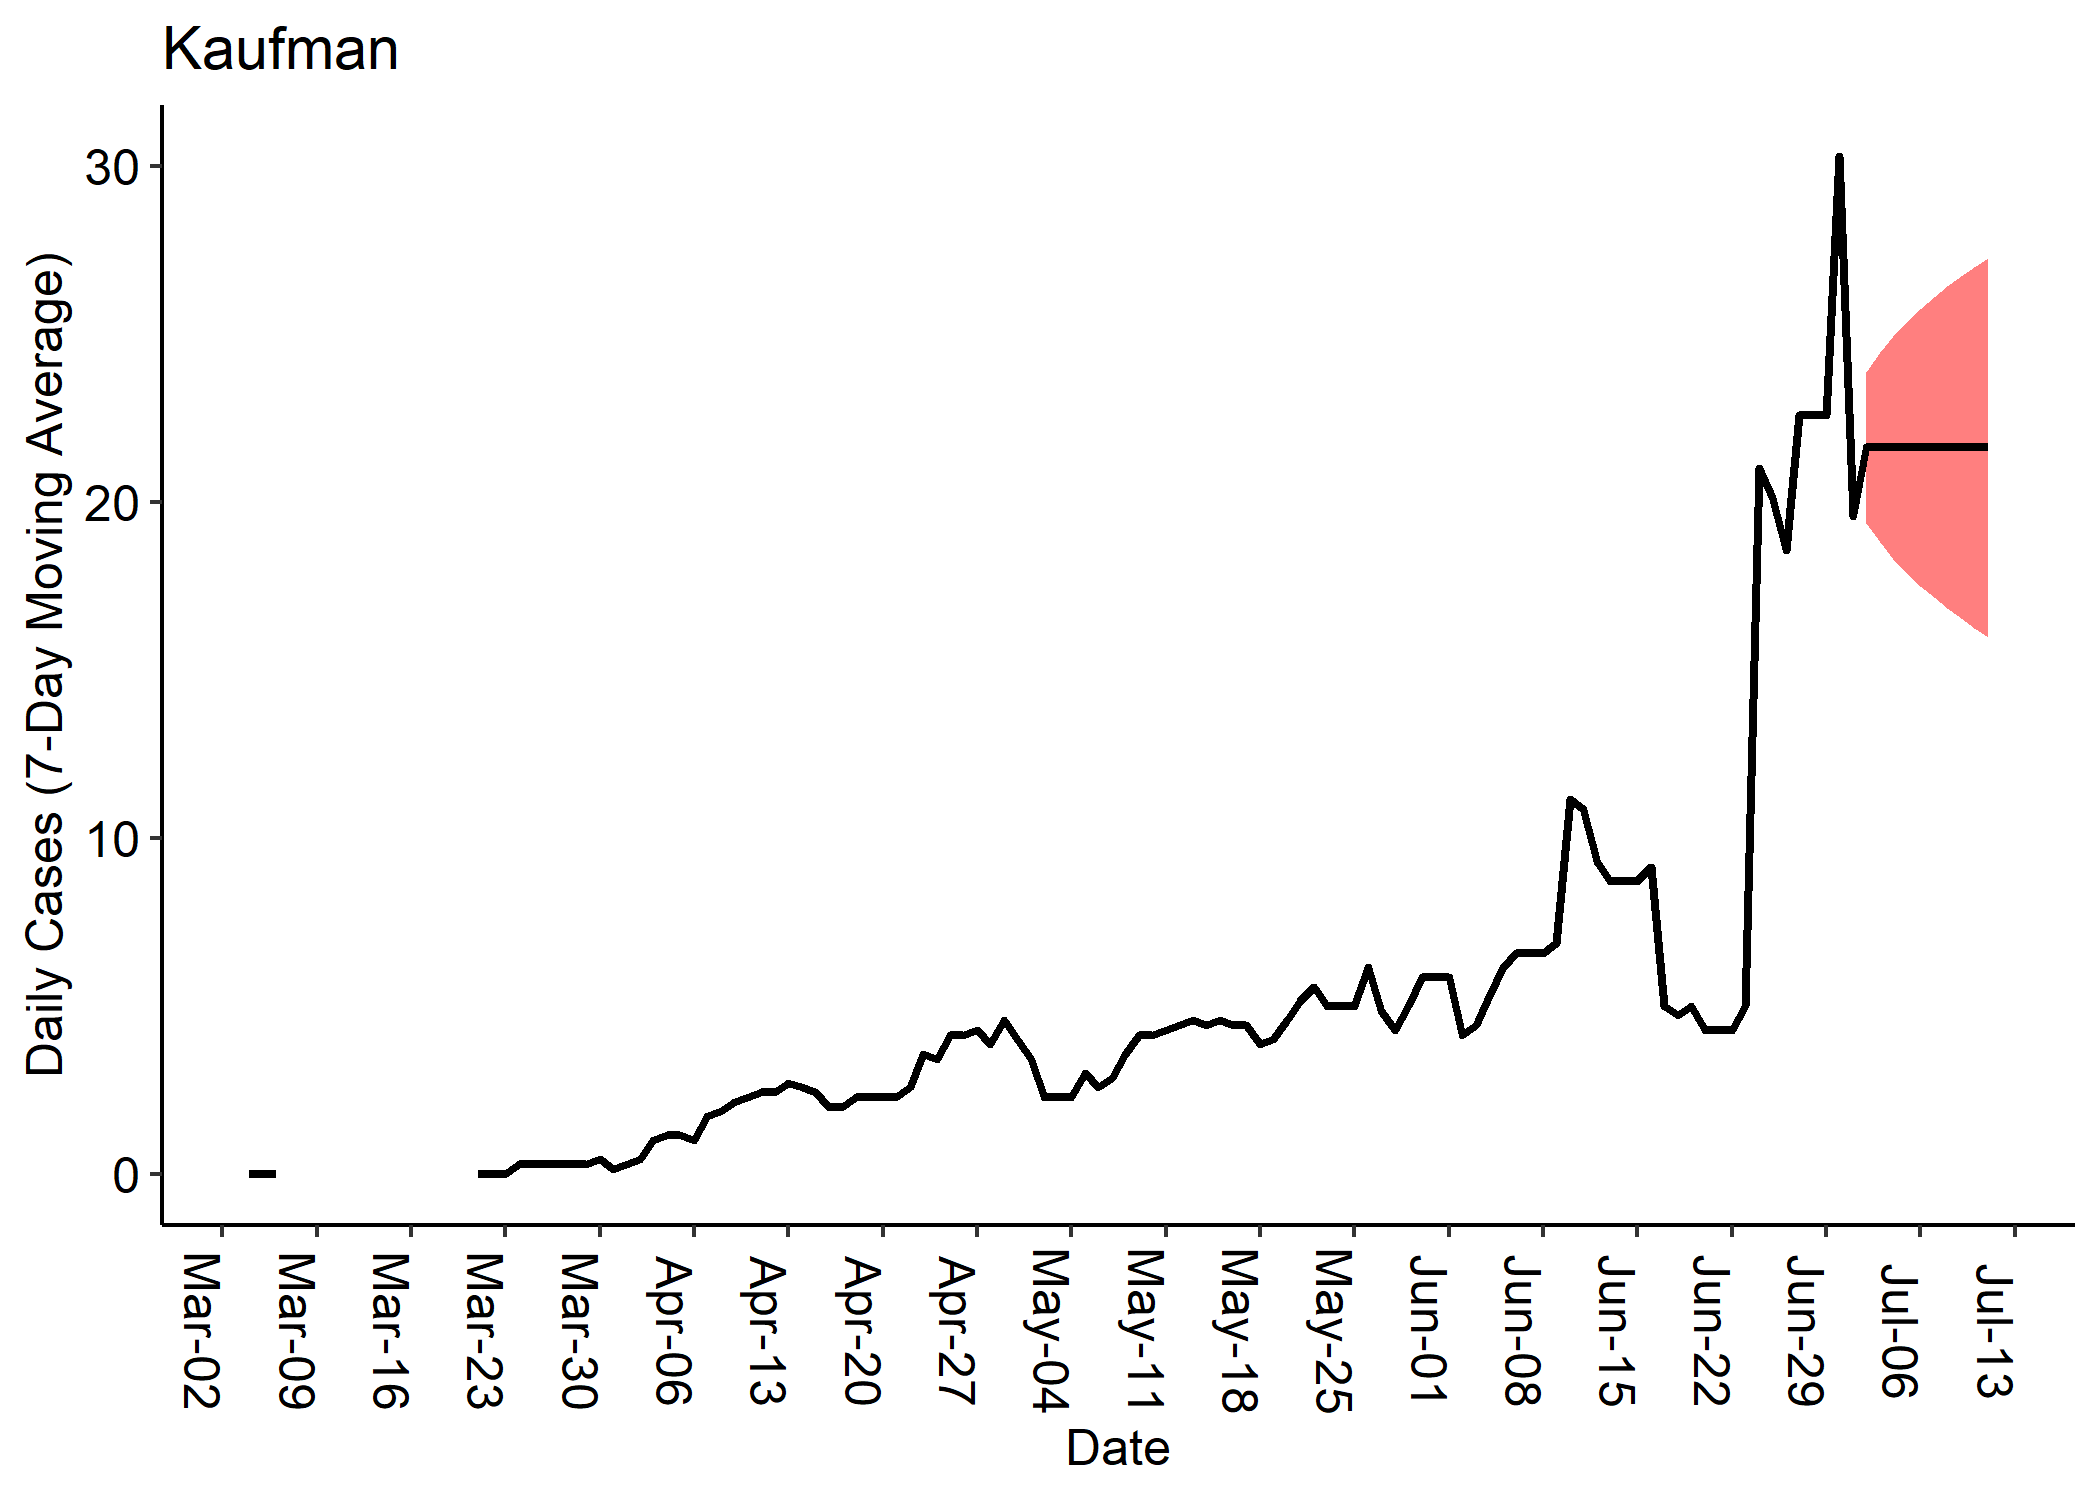 Kaufman
Daily Cases (7-Day Moving Average)
30
20
10
0
Mar-02
Mar-09
Mar-16
Mar-23
Mar-30
Apr-06
Apr-13
Apr-20
Apr-27
May-04
May-11
May-18
May-25
Jun-01
Jun-08
Jun-15
Jun-22
Jun-29
Jul-06
Jul-13
Date